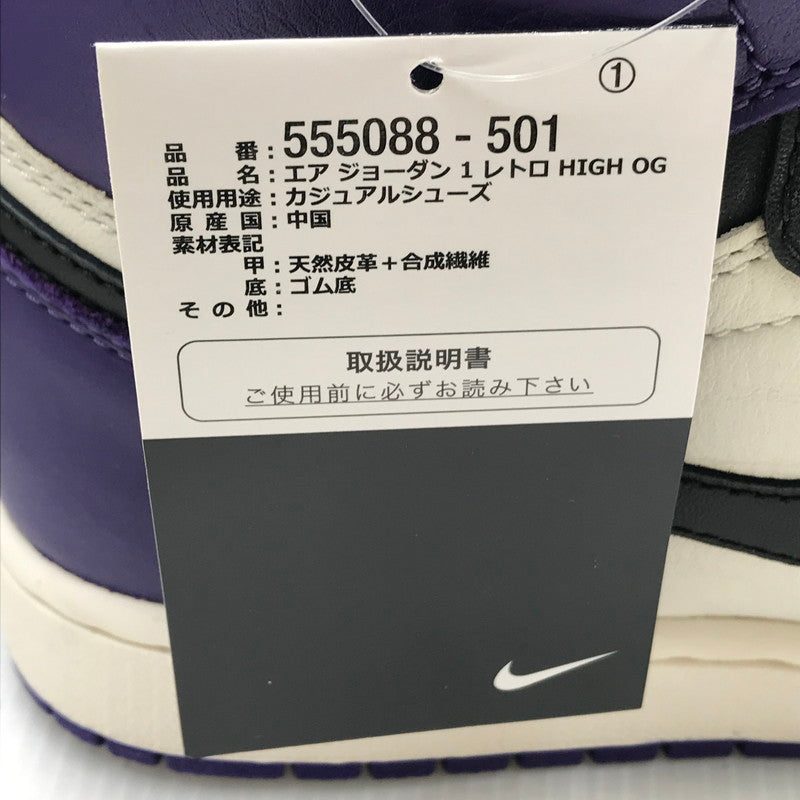 ①
品 番 : 555088 - 501
品 名 : エア ジョーダン 1 レトロ HIGH OG
使用用途 : カジュアルシューズ
原 産 国 : 中国
素材表記
甲 : 天然皮革＋合成繊維
底 : ゴム底
そ の 他 :
取扱説明書
ご使用前に必ずお読み下さい